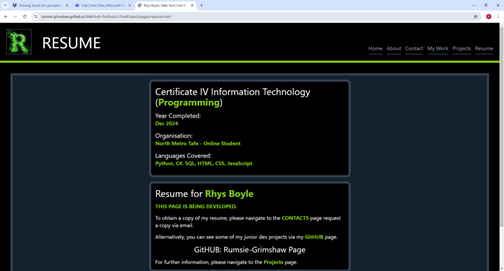 Showing results for uploaded
Chat | Inner Peace | Microsoft T
Rhys Boyle | Web Tech | Cert 4
rumsie-grimshaw.github.io/WebTech-Portfolio2-FinalProject/pages/resume.html
R
RESUME
Home About Contact My Work Projects Resume
Certificate IV Information Technology
(Programming)
Year Completed:
Dec 2024
Organisation:
North Metro Tafe - Online Student
Languages Covered:
Python, C#, SQL, HTML, CSS, JavaScript
Resume for Rhys Boyle
THIS PAGE IS BEING DEVELOPED.
To obtain a copy of my resume, please navigate to the CONTACTS page request
a copy via email.
Alternatively, you can see some of my junior dev projects via my GitHUB page.
GitHUB: Rumsie-Grimshaw Page
For further information, please navigate to the Projects page.